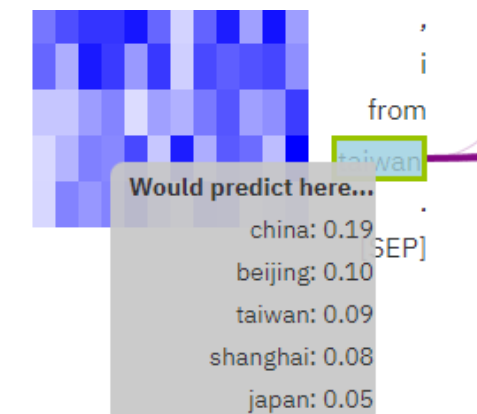 ,
i
from
taiwan
.
[SEP]
Would predict here...
china: 0.19
beijing: 0.10
taiwan: 0.09
shanghai: 0.08
japan: 0.05